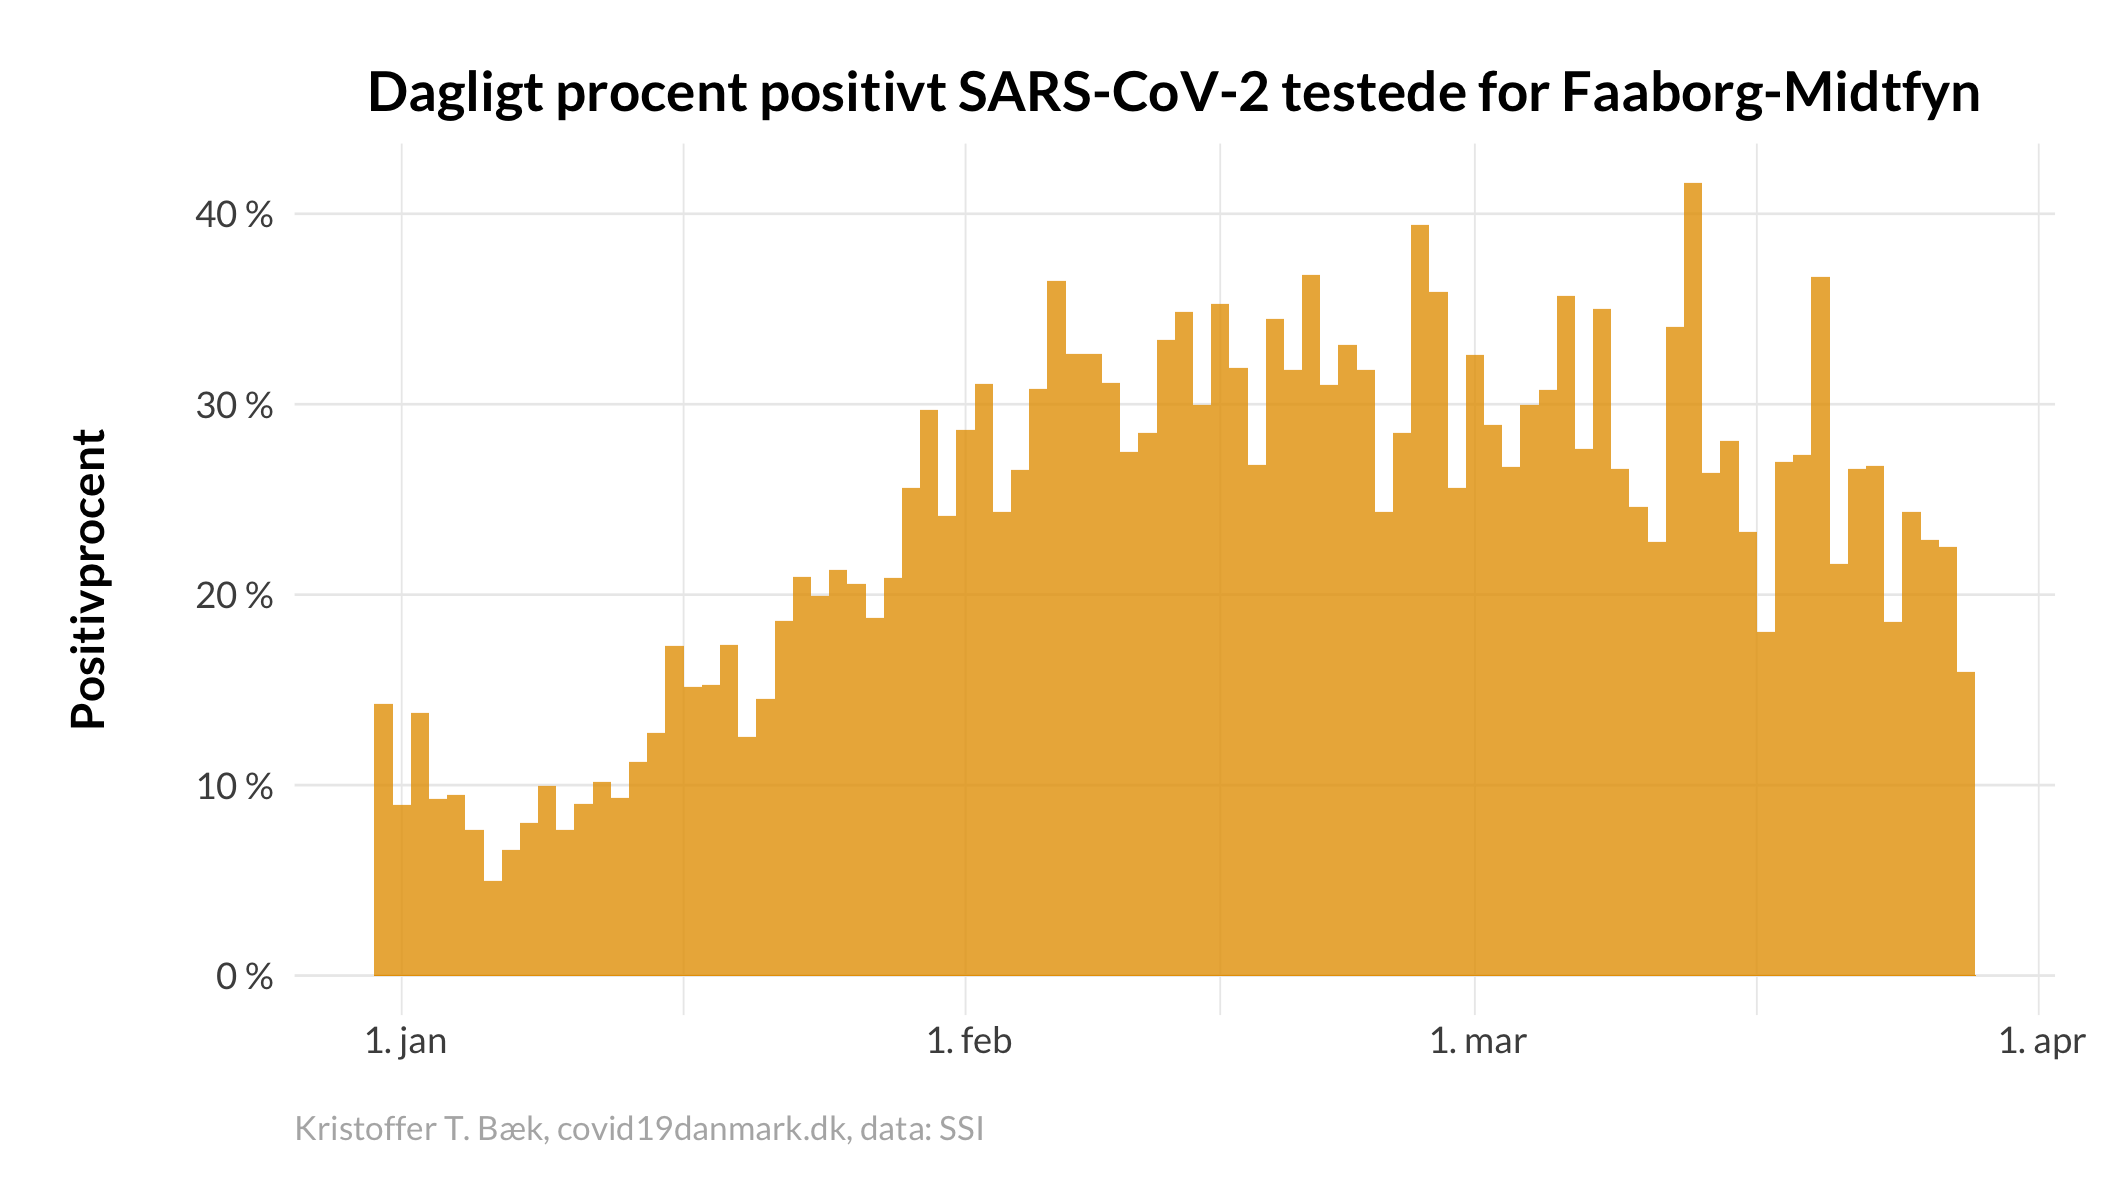 Dagligt procent positivt SARS-CoV-2 testede for Faaborg-Midtfyn
Positivprocent
40 %
30 %
20 %
10 %
0 %
1. jan
1. feb
1. mar
1. apr
Kristoffer T. Bæk, covid19danmark.dk, data: SSI